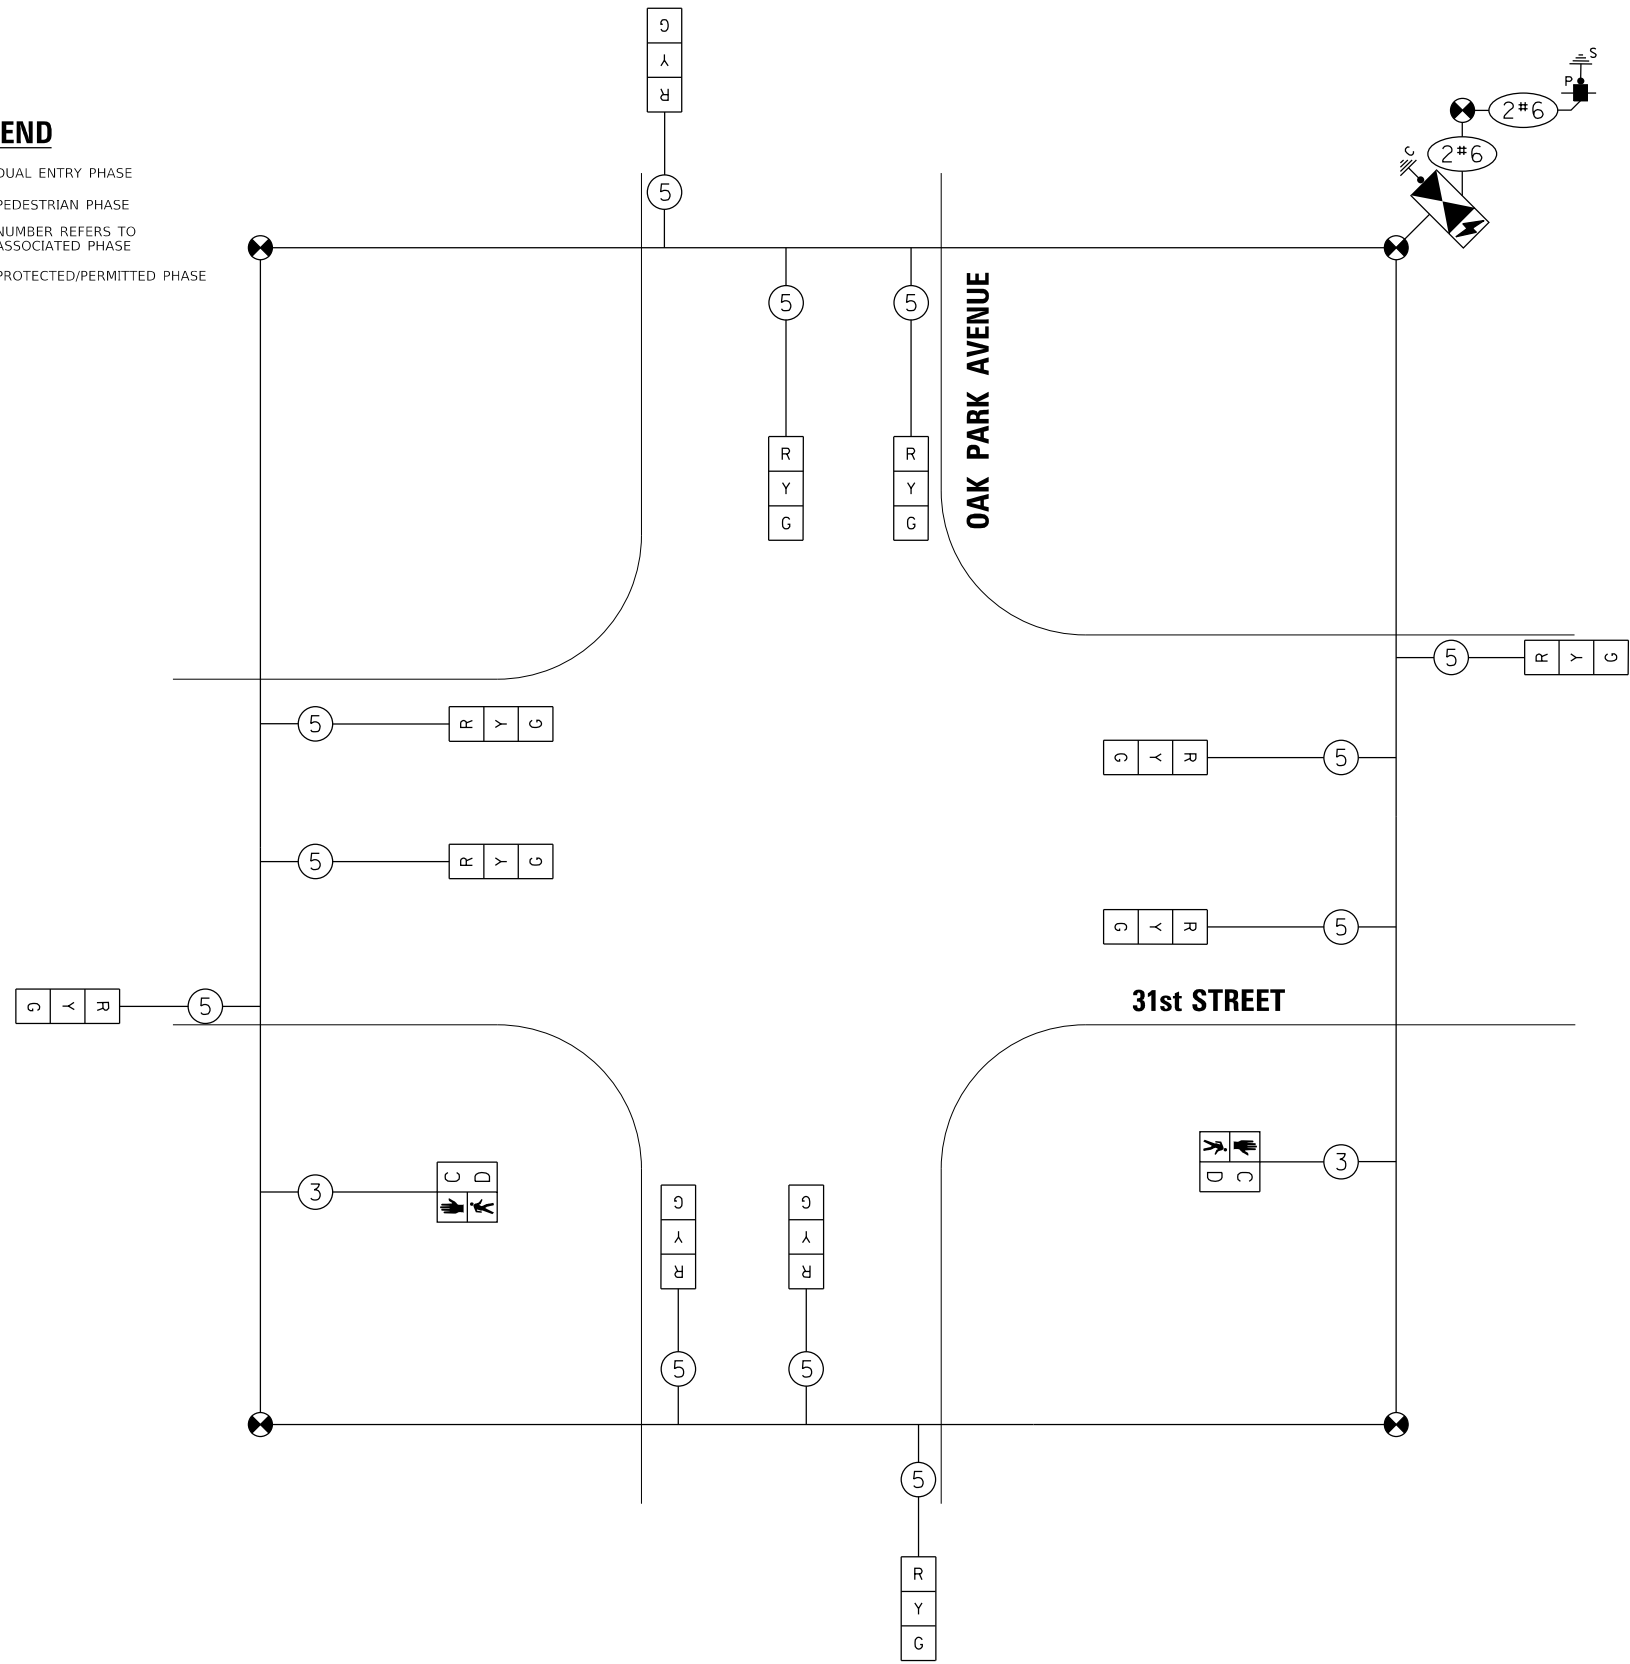 G
Y
R
S
P
2#6
END
2#6
C
DUAL ENTRY PHASE
5
PEDESTRIAN PHASE
NUMBER REFERS TO
ASSOCIATED PHASE
PROTECTED/PERMITTED PHASE
5
5
OAK PARK AVENUE
R
Y
G
R
Y
G
5
R Y G
5
R Y G
G Y R
5
5
R Y G
G Y R
5
G Y R
5
31st STREET
3
C D
D C
3
G
Y
R
G
Y
R
5
5
5
R
Y
G